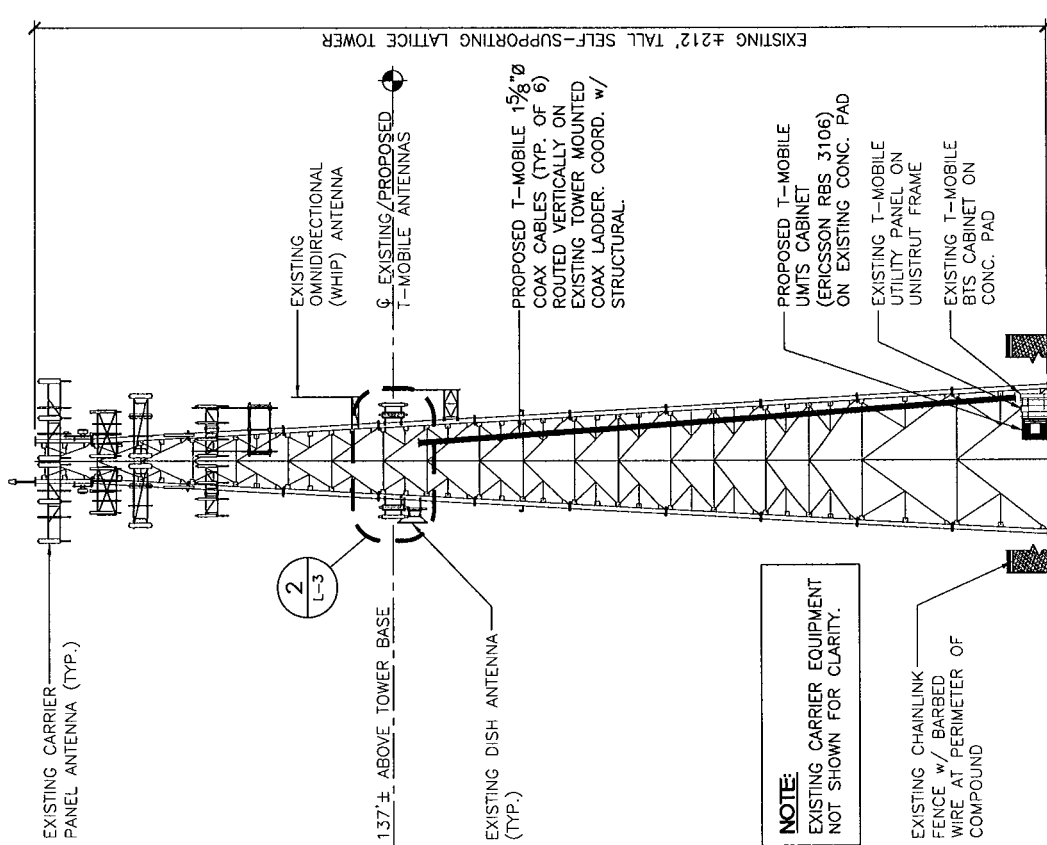 EXISTING ±212' TALL SELF-SUPPORTING LATTICE TOWER
EXISTING CARRIER
PANEL ANTENNA (TYP.)
EXISTING
OMNIDIRECTIONAL
(WHIP) ANTENNA
2
L-3
137'± ABOVE TOWER BASE
℄ EXISTING/PROPOSED
T-MOBILE ANTENNAS
EXISTING DISH ANTENNA
(TYP.)
PROPOSED T-MOBILE 1⅝"Ø
COAX CABLES (TYP. OF 6)
ROUTED VERTICALLY ON
EXISTING TOWER MOUNTED
COAX LADDER. COORD. w/
STRUCTURAL.
NOTE:
EXISTING CARRIER EQUIPMENT
NOT SHOWN FOR CLARITY.
PROPOSED T-MOBILE
UMTS CABINET
(ERICSSON RBS 3106)
ON EXISTING CONC. PAD
EXISTING T-MOBILE
UTILITY PANEL ON
UNISTRUT FRAME
EXISTING T-MOBILE
BTS CABINET ON
CONC. PAD
EXISTING CHAINLINK
FENCE w/ BARBED
WIRE AT PERIMETER OF
COMPOUND